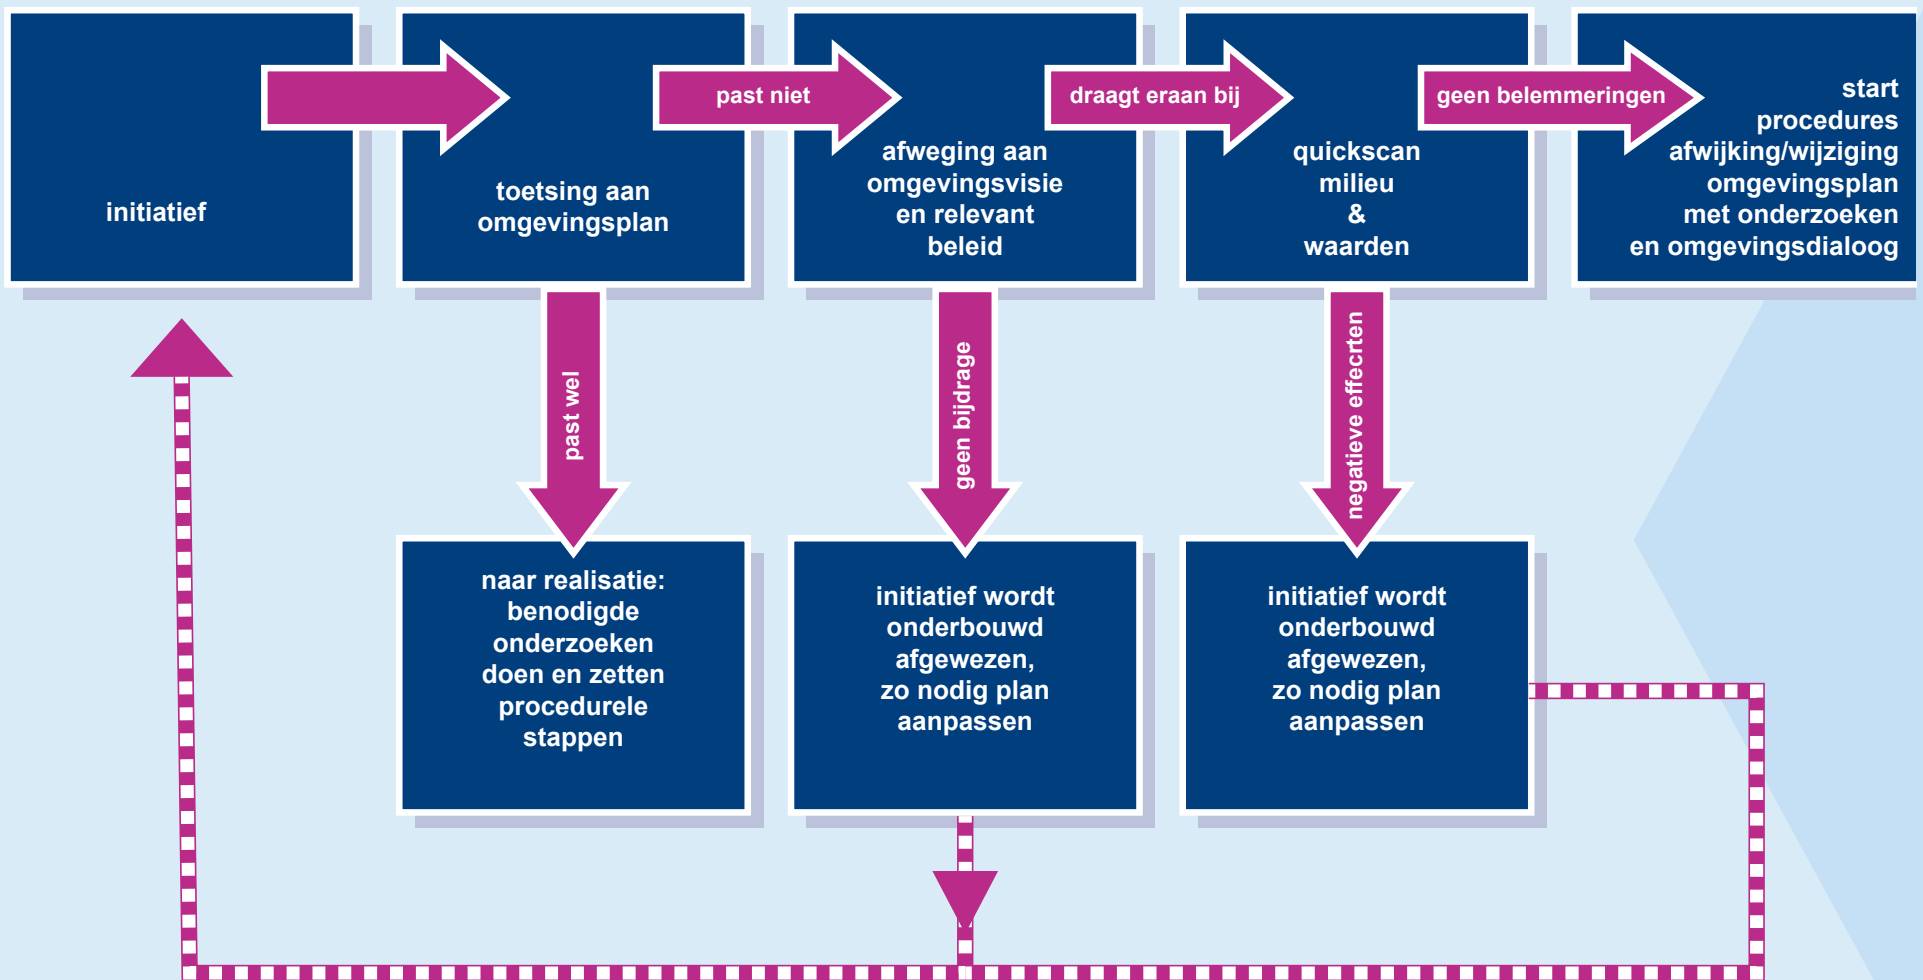 initiatief
toetsing aan
omgevingsplan
past niet
afweging aan
omgevingsvisie
en relevant
beleid
draagt eraan bij
quickscan
milieu
&
waarden
geen belemmeringen
start
procedures
afwijking/wijziging
omgevingsplan
met onderzoeken
en omgevingsdialoog
past wel
geen bijdrage
negatieve effecrten
naar realisatie:
benodigde
onderzoeken
doen en zetten
procedurele
stappen
initiatief wordt
onderbouwd
afgewezen,
zo nodig plan
aanpassen
initiatief wordt
onderbouwd
afgewezen,
zo nodig plan
aanpassen